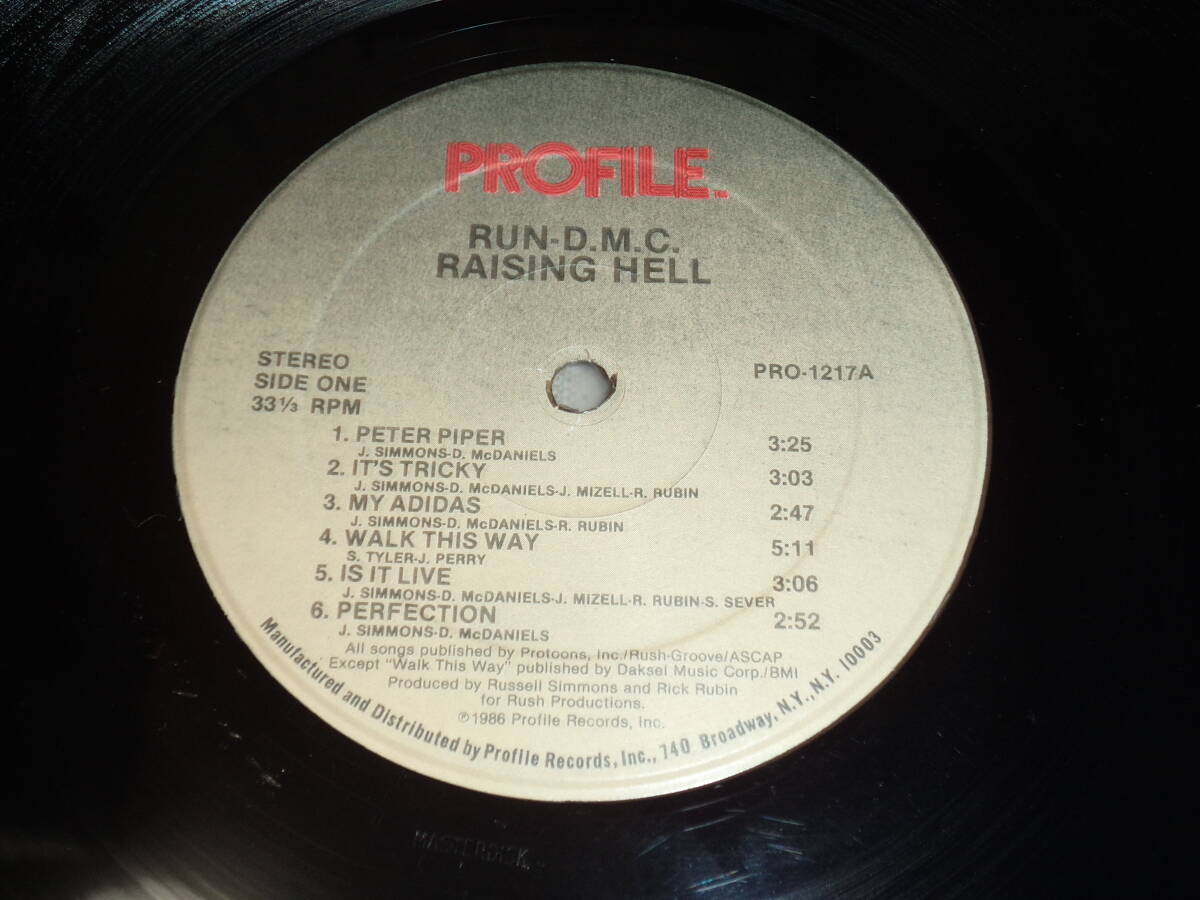 PROFILE™
RUN-D.M.C.
RAISING HELL
STEREO
SIDE ONE
33 1/3 RPM
PRO-1217A
1. PETER PIPER 3:25
J. SIMMONS-D. McDANIELS
2. IT'S TRICKY 3:03
J. SIMMONS-D. McDANIELS-J. MIZELL-R. RUBIN
3. MY ADIDAS 2:47
J. SIMMONS-D. McDANIELS-R. RUBIN
4. WALK THIS WAY 5:11
S. TYLER-J. PERRY
5. IS IT LIVE 3:06
J. SIMMONS-D. McDANIELS-J. MIZELL-R. RUBIN-S. SEVER
6. PERFECTION 2:52
J. SIMMONS-D. McDANIELS
All songs published by Protoons, Inc./Rush-Groove/ASCAP
Except "Walk This Way" published by Daksel Music Corp./BMI
Produced by Russell Simmons and Rick Rubin
for Rush Productions.
℗1986 Profile Records, Inc.
Manufactured and Distributed by Profile Records, Inc., 740 Broadway, N.Y., N.Y. 10003
MASTERDISK